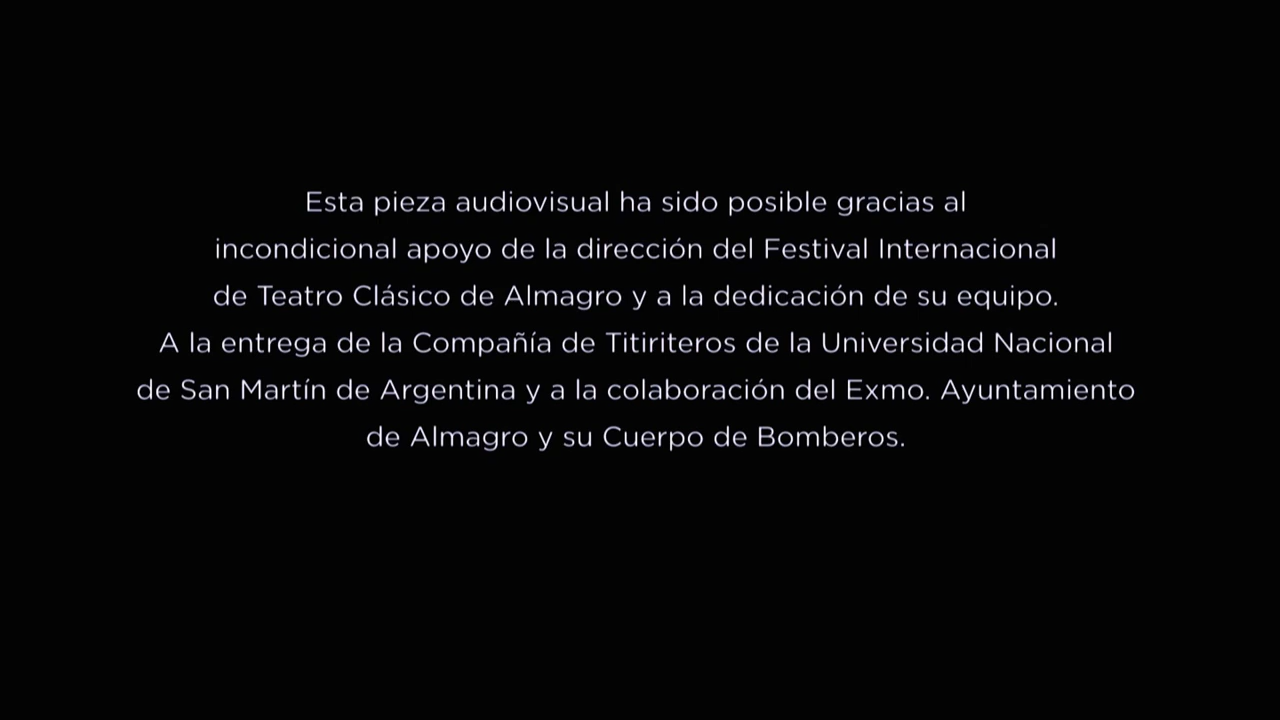 Esta pieza audiovisual ha sido posible gracias al
incondicional apoyo de la dirección del Festival Internacional
de Teatro Clásico de Almagro y a la dedicación de su equipo.
A la entrega de la Compañía de Titiriteros de la Universidad Nacional
de San Martín de Argentina y a la colaboración del Exmo. Ayuntamiento
de Almagro y su Cuerpo de Bomberos.